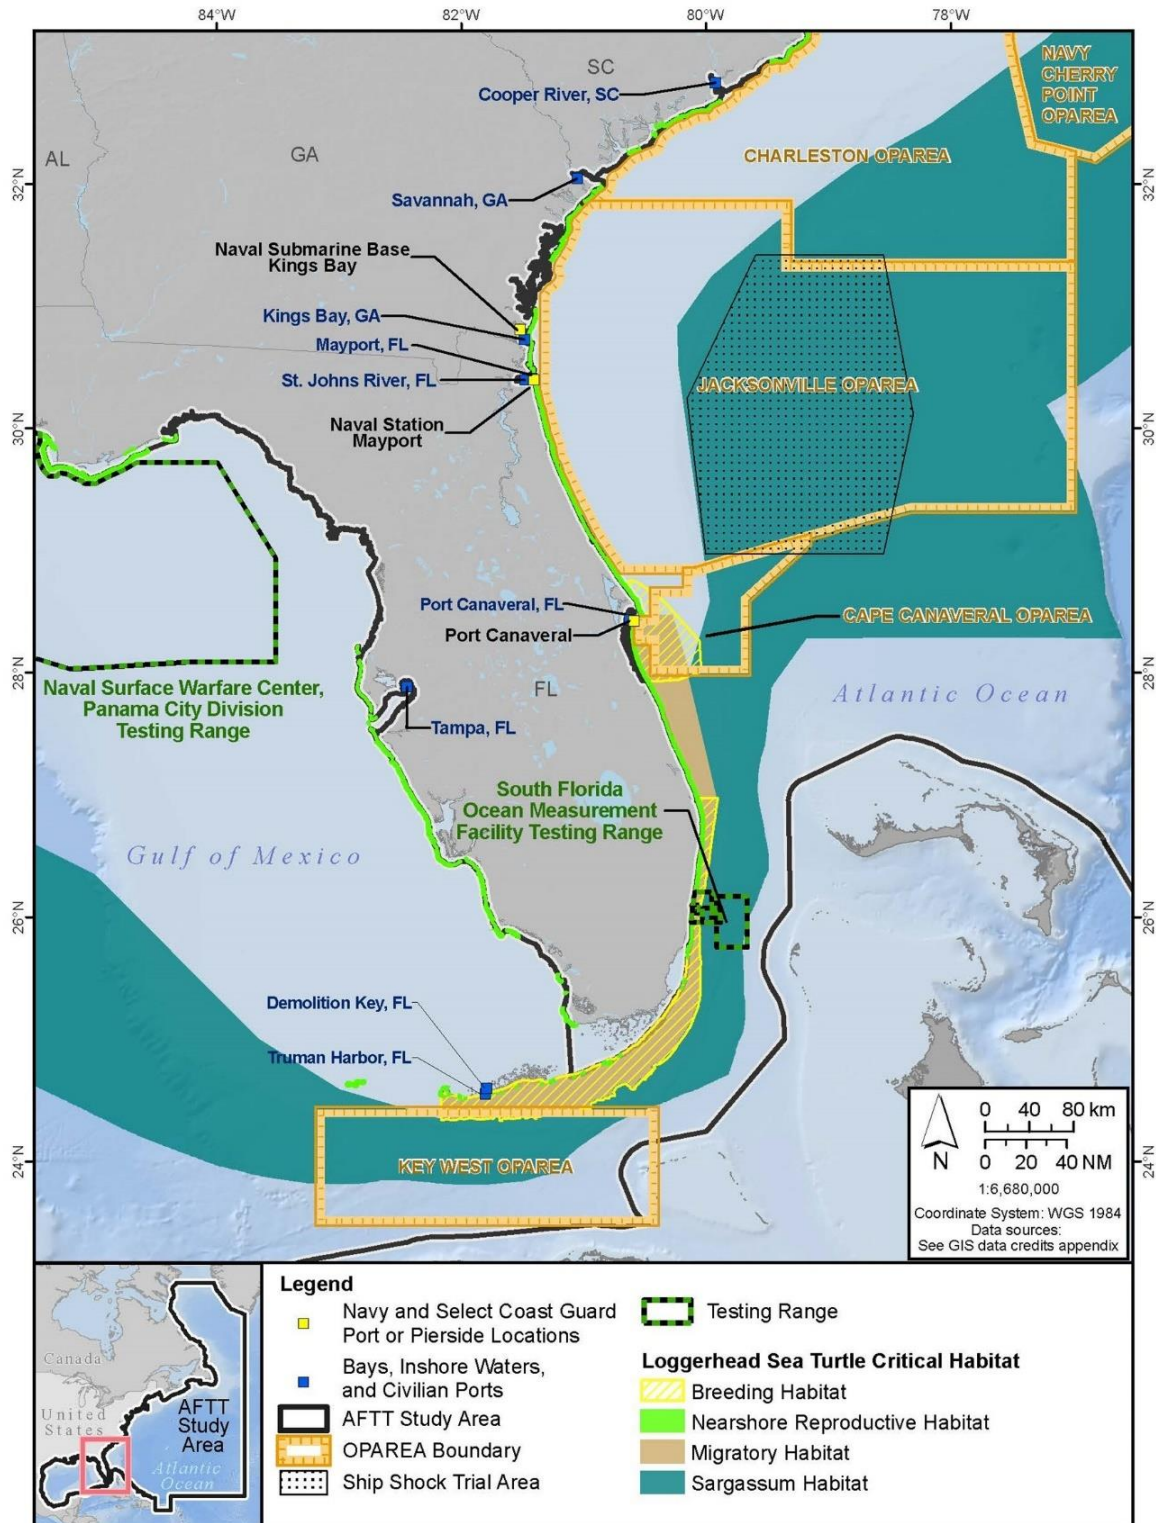 84°W
82°W
80°W
78°W
SC
NAVY
CHERRY
POINT
OPAREA
Cooper River, SC
AL
GA
CHARLESTON OPAREA
32°N
32°N
Savannah, GA
Naval Submarine Base
Kings Bay
Kings Bay, GA
Mayport, FL
St. Johns River, FL
JACKSONVILLE OPAREA
Naval Station
Mayport
30°N
30°N
Port Canaveral, FL
Port Canaveral
CAPE CANAVERAL OPAREA
28°N
28°N
Naval Surface Warfare Center,
Panama City Division
Testing Range
FL
Atlantic Ocean
Tampa, FL
South Florida
Ocean Measurement
Facility Testing Range
Gulf of Mexico
26°N
26°N
Demolition Key, FL
Truman Harbor, FL
24°N
24°N
KEY WEST OPAREA
N
0 40 80 km
0 20 40 NM
1:6,680,000
Coordinate System: WGS 1984
Data sources:
See GIS data credits appendix
Canada
United
States
AFTT
Study
Area
Atlantic
Ocean
Legend
Navy and Select Coast Guard
Port or Pierside Locations
Bays, Inshore Waters,
and Civilian Ports
AFTT Study Area
OPAREA Boundary
Ship Shock Trial Area
Testing Range
Loggerhead Sea Turtle Critical Habitat
Breeding Habitat
Nearshore Reproductive Habitat
Migratory Habitat
Sargassum Habitat